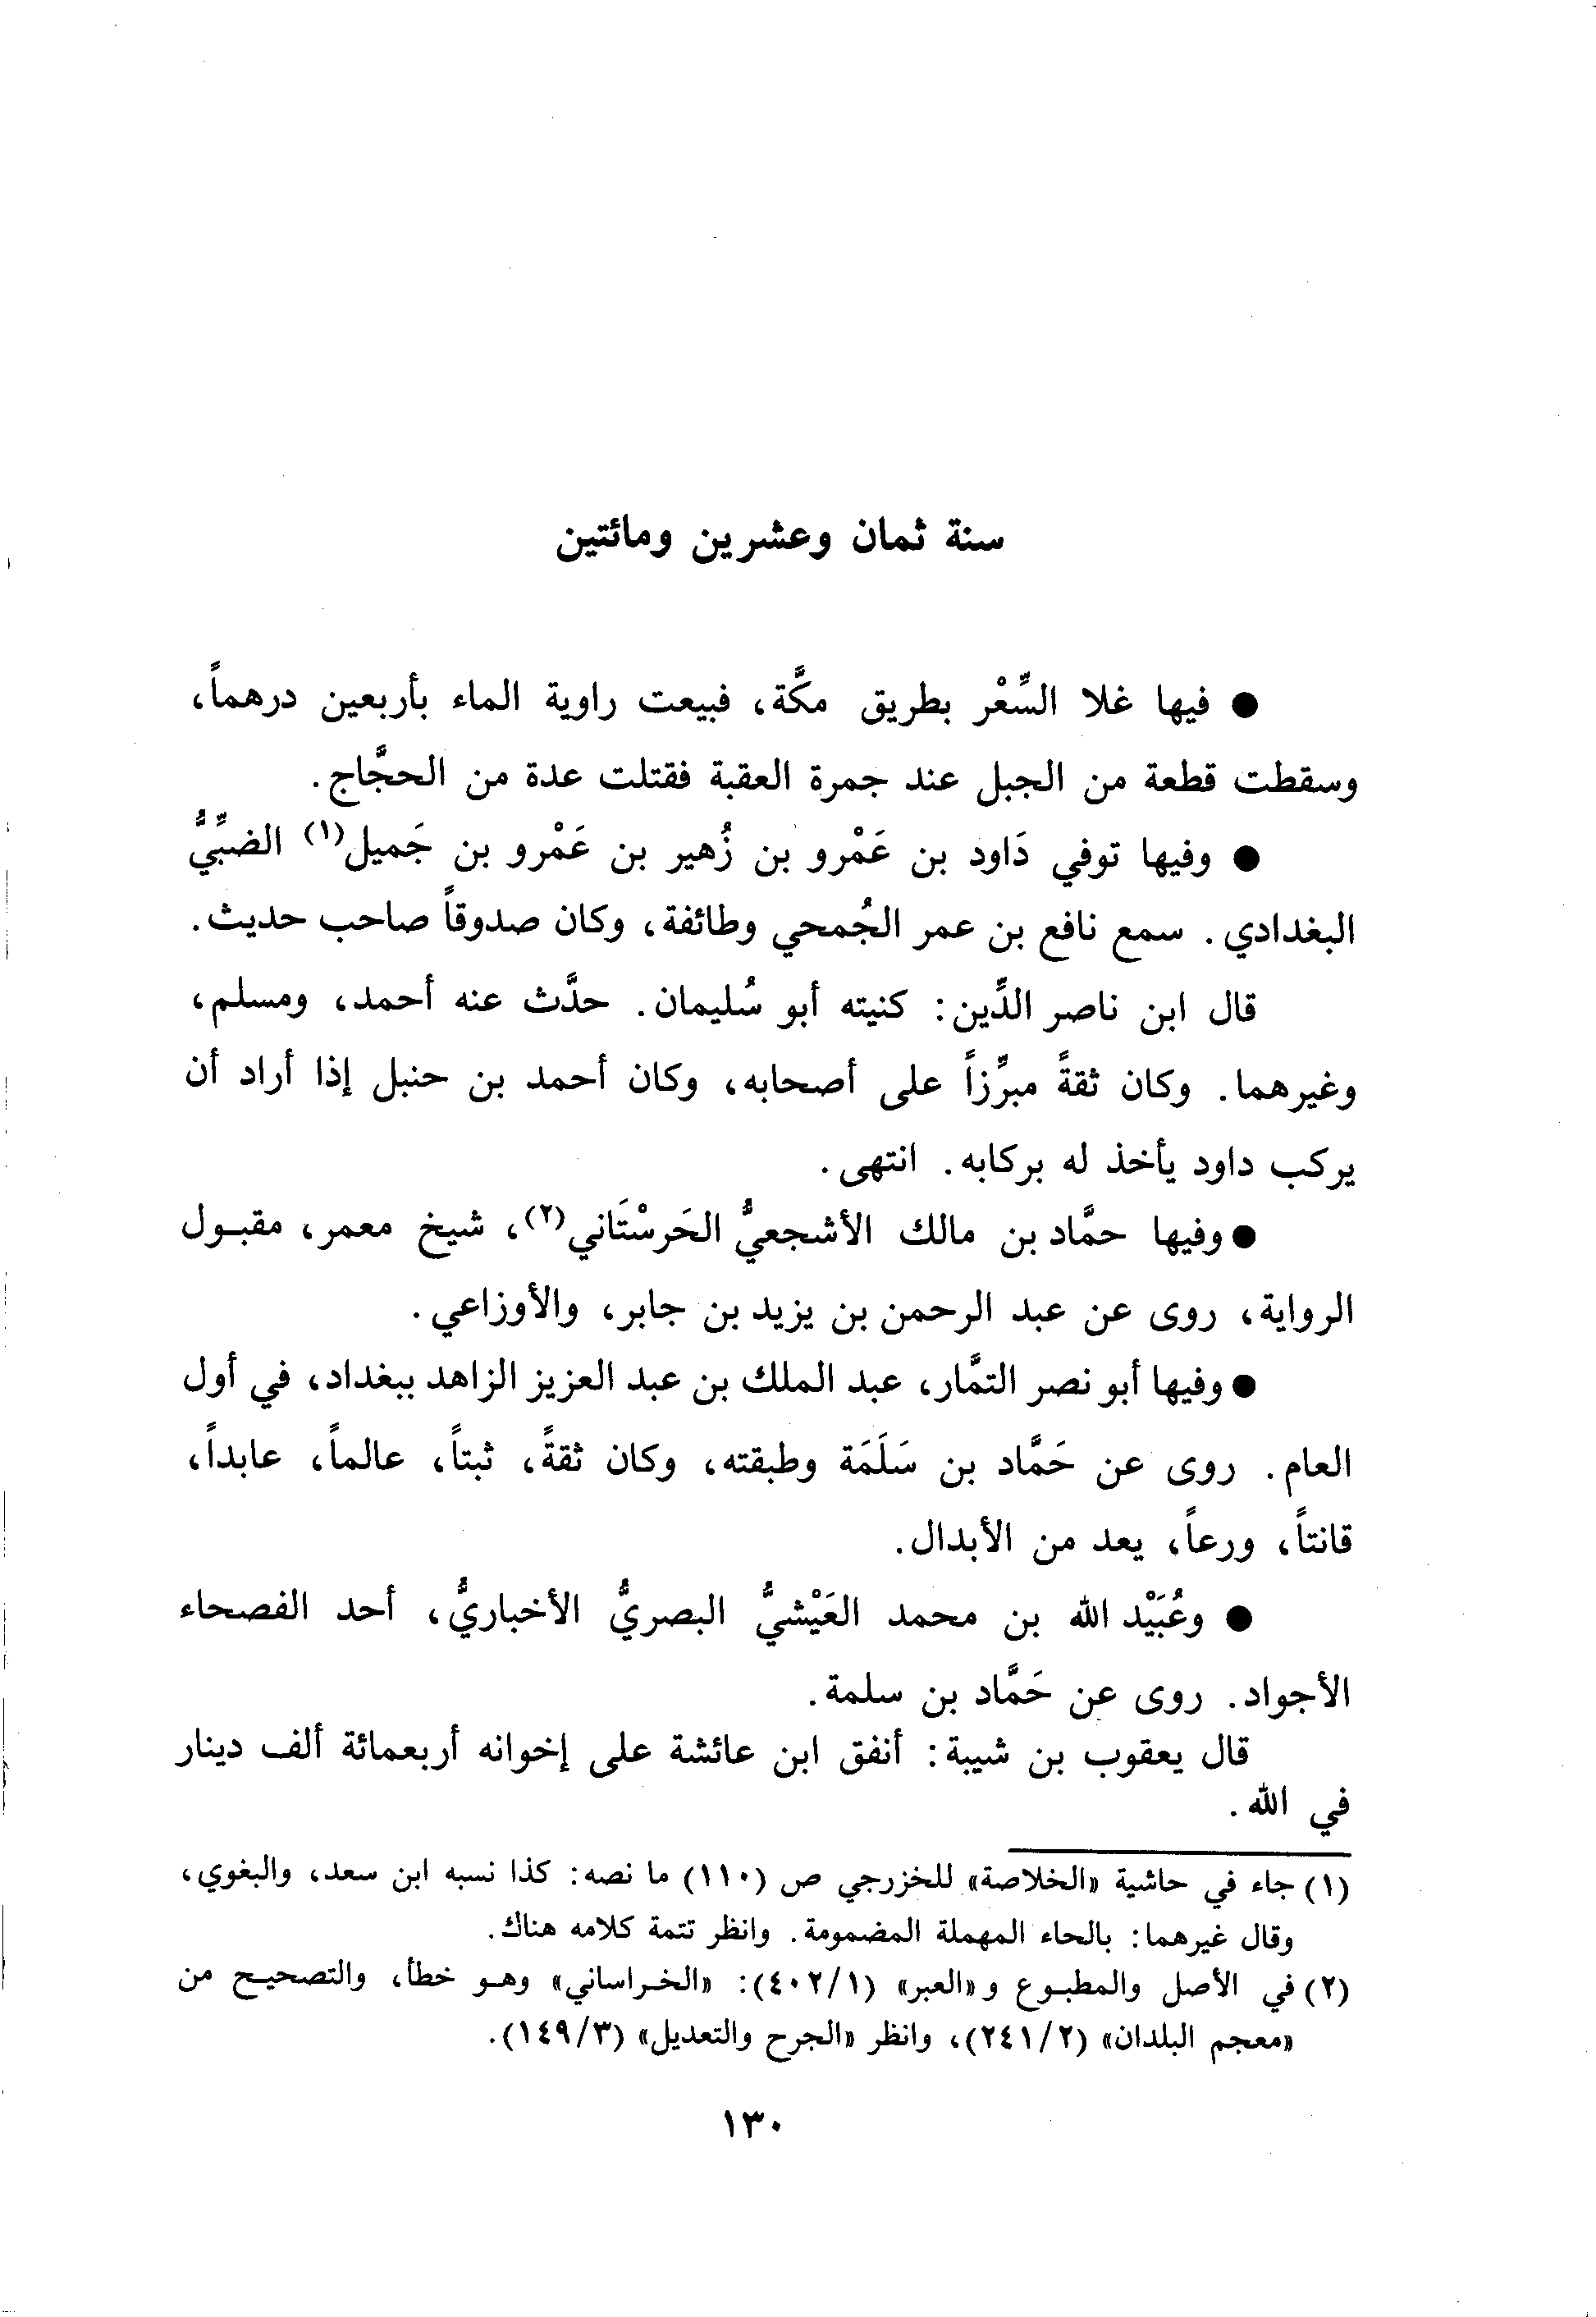 سنة ثمان وعشرين ومائتين
● فيها غلا السِّعْر بطريق مكَّة، فبيعت راوية الماء بأربعين درهماً،
وسقطت قطعة من الجبل عند جمرة العقبة فقتلت عدة من الحجَّاج.
● وفيها توفي دَاود بن عَمْرو بن زُهير بن عَمْرو بن جَميل(١) الضبِّيُّ
البغدادي. سمع نافع بن عمر الجُمحي وطائفة، وكان صدوقاً صاحب حديث.
قال ابن ناصر الدِّين: كنيته أبو سُليمان. حدَّث عنه أحمد، ومسلم،
وغيرهما. وكان ثقةً مبرِّزاً على أصحابه، وكان أحمد بن حنبل إذا أراد أن
يركب داود يأخذ له بركابه. انتهى.
● وفيها حمَّاد بن مالك الأشجعيُّ الحَرسْتَاني(٢)، شيخ معمر، مقبـول
الرواية، روى عن عبد الرحمن بن يزيد بن جابر، والأوزاعي.
● وفيها أبو نصر التمَّار، عبد الملك بن عبد العزيز الزاهد ببغداد، في أول
العام. روى عن حَمَّاد بن سَلَمَة وطبقته، وكان ثقةً، ثبتاً، عالماً، عابداً،
قانتاً، ورعاً، يعد من الأبدال.
● وعُبَيْد الله بن محمد العَيْشيُّ البصريُّ الأخباريُّ، أحد الفصحاء
الأجواد. روى عن حَمَّاد بن سلمة.
قال يعقوب بن شيبة: أنفق ابن عائشة على إخوانه أربعمائة ألف دينار
في الله.
(١) جاء في حاشية «الخلاصة» للخزرجي ص (١١٠) ما نصه: كذا نسبه ابن سعد، والبغوي،
وقال غيرهما: بالحاء المهملة المضمومة. وانظر تتمة كلامه هناك.
(٢) في الأصل والمطبـوع و«العبر» (٤٠٢/١): «الخـراساني» وهـو خطأ، والتصحيـح من
«معجم البلدان» (٢٤١/٢)، وانظر «الجرح والتعديل» (١٤٩/٣).
١٣٠